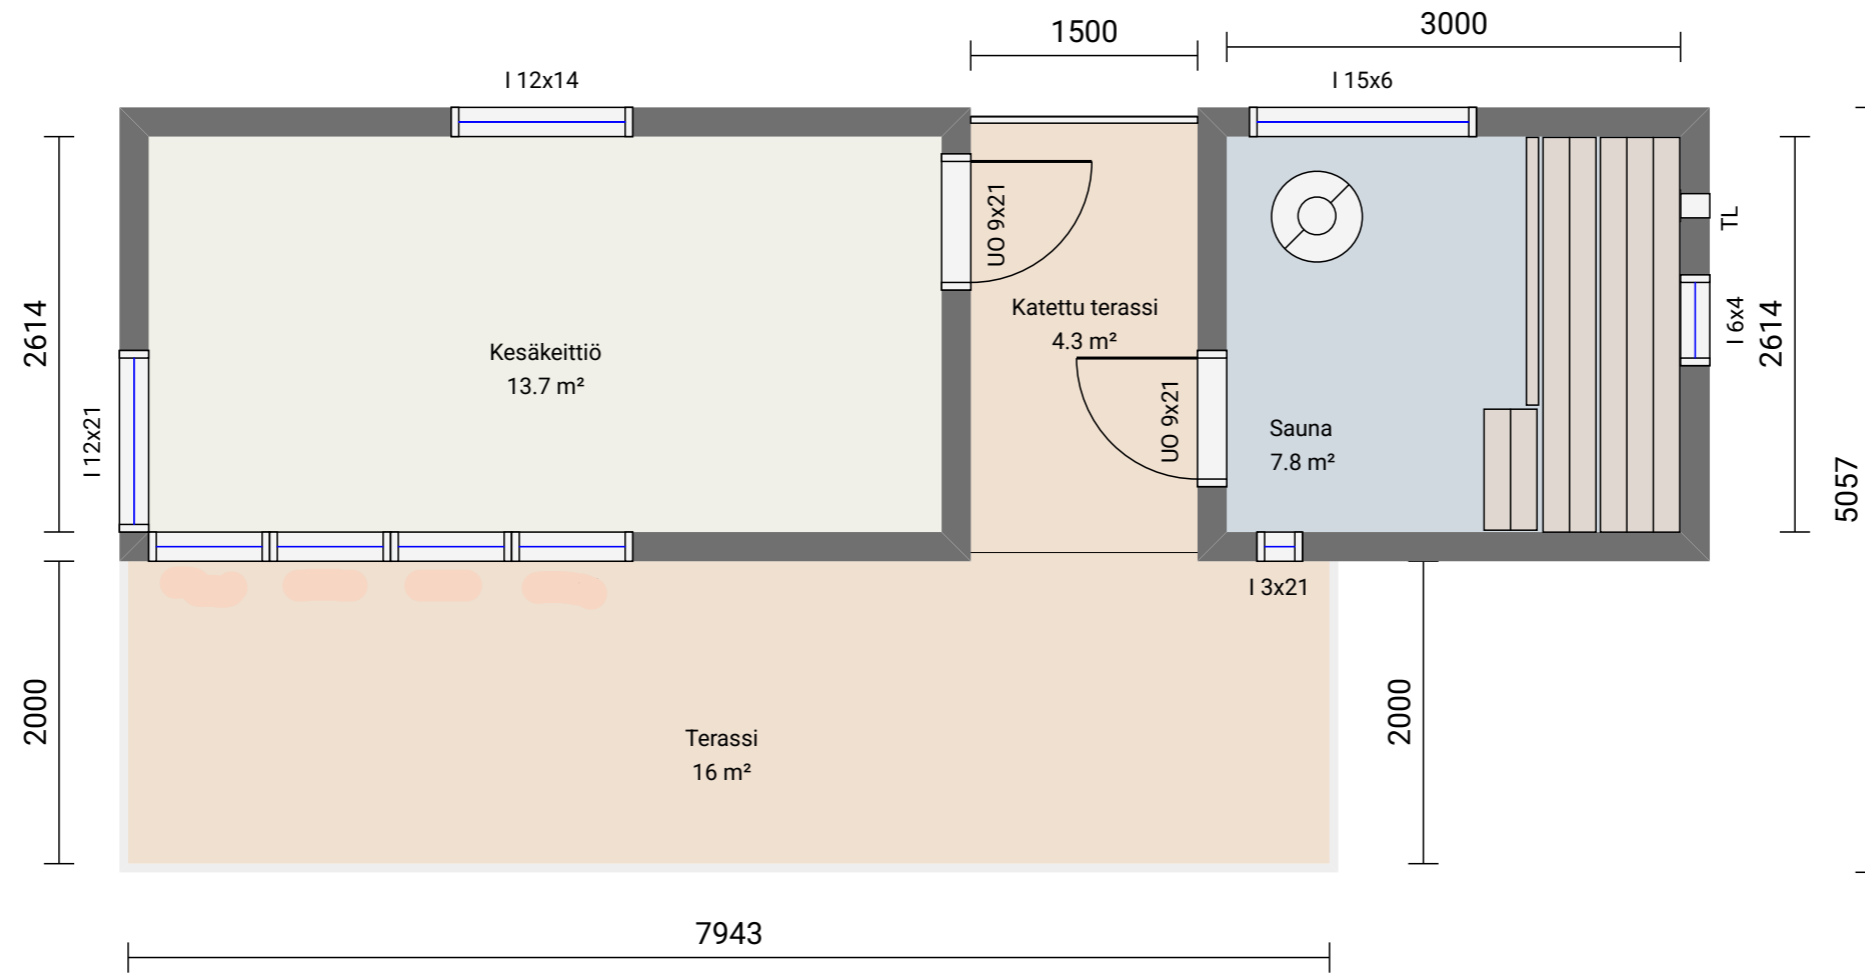 1500
3000
I 12x14
I 15x6
UO 9x21
TL
2614
Katettu terassi
4.3 m²
I 6x4
2614
Kesäkeittiö
13.7 m²
UO 9x21
I 12x21
Sauna
7.8 m²
5057
I 3x21
2000
2000
Terassi
16 m²
7943